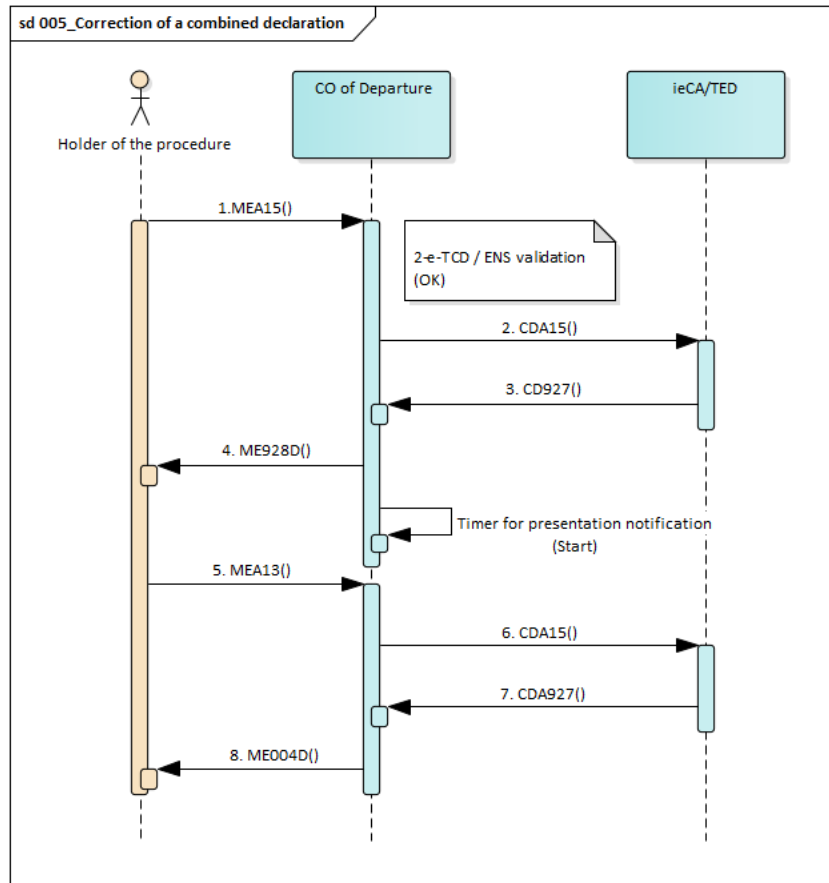 sd 005_Correction of a combined declaration
CO of Departure
ieCA/TED
Holder of the procedure
1.MEA15()
2-e-TCD / ENS validation
(OK)
2. CDA15()
3. CD927()
4. ME928D()
Timer for presentation notification
(Start)
5. MEA13()
6. CDA15()
7. CDA927()
8. ME004D()